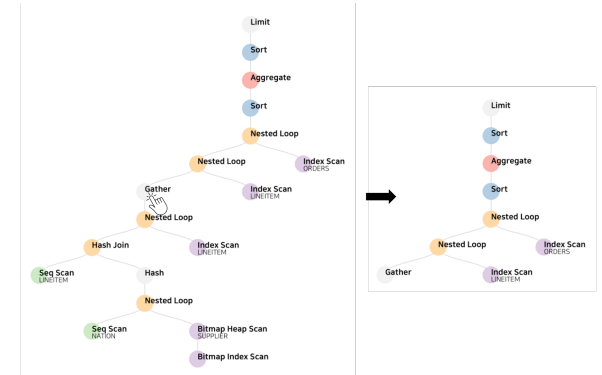 Limit
Sort
Aggregate
Sort
Nested Loop
Nested Loop
Index Scan
ORDERS
Gather
Index Scan
LINEITEM
Nested Loop
Hash Join
Index Scan
LINEITEM
Seq Scan
LINEITEM
Hash
Nested Loop
Seq Scan
NATION
Bitmap Heap Scan
SUPPLIER
Bitmap Index Scan
Limit
Sort
Aggregate
Sort
Nested Loop
Nested Loop
Index Scan
ORDERS
Gather
Index Scan
LINEITEM